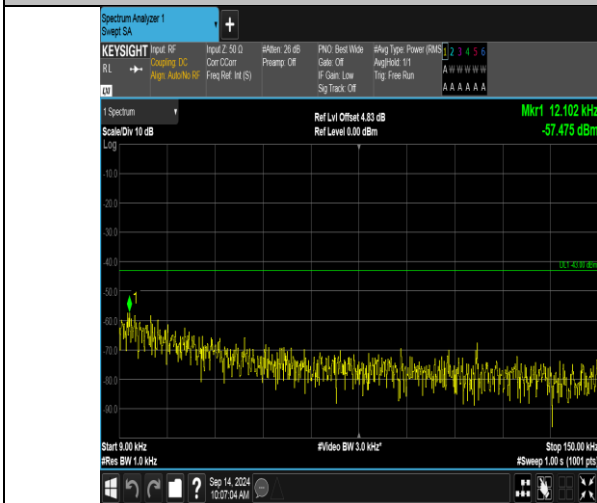 Spectrum Analyzer 1
Swept SA
+
KEYSIGHT Input: RF Input Z: 50 Ω #Atten: 26 dB PNO: Best Wide #Avg Type: Power (RMS 1 2 3 4 5 6
RL Coupling: DC Corr CCorr Preamp: Off Gate: Off Avg|Hold: 1/1 A W W W W W
Align: Auto/No RF Freq Ref: Int (S) IF Gain: Low Trig: Free Run
Sig Track: Off A A A A A A
1 Spectrum
Ref Lvl Offset 4.83 dB Mkr1 12.102 kHz
Scale/Div 10 dB Ref Level 0.00 dBm -57.475 dBm
Log
-10.0
-20.0
-30.0
-40.0
DL1 -43.00 dBm
-50.0
1
-60.0
-70.0
-80.0
-90.0
Start 9.00 kHz #Video BW 3.0 kHz* Stop 150.00 kHz
#Res BW 1.0 kHz #Sweep 1.00 s (1001 pts)
? Sep 14, 2024
10:07:04 AM